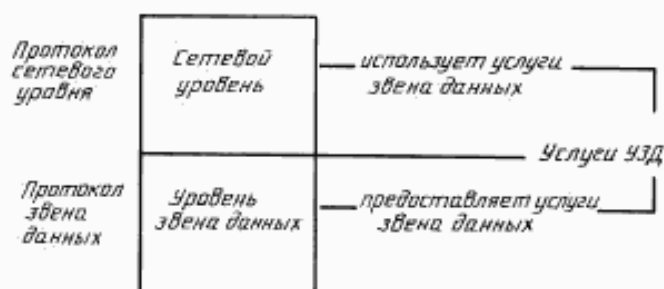 Протокол
сетевого
уровня
Сетевой
уровень
использует услуги
звена данных
Услуги УЗД
Протокол
звена
данных
Уровень
звена данных
предоставляет услуги
звена данных